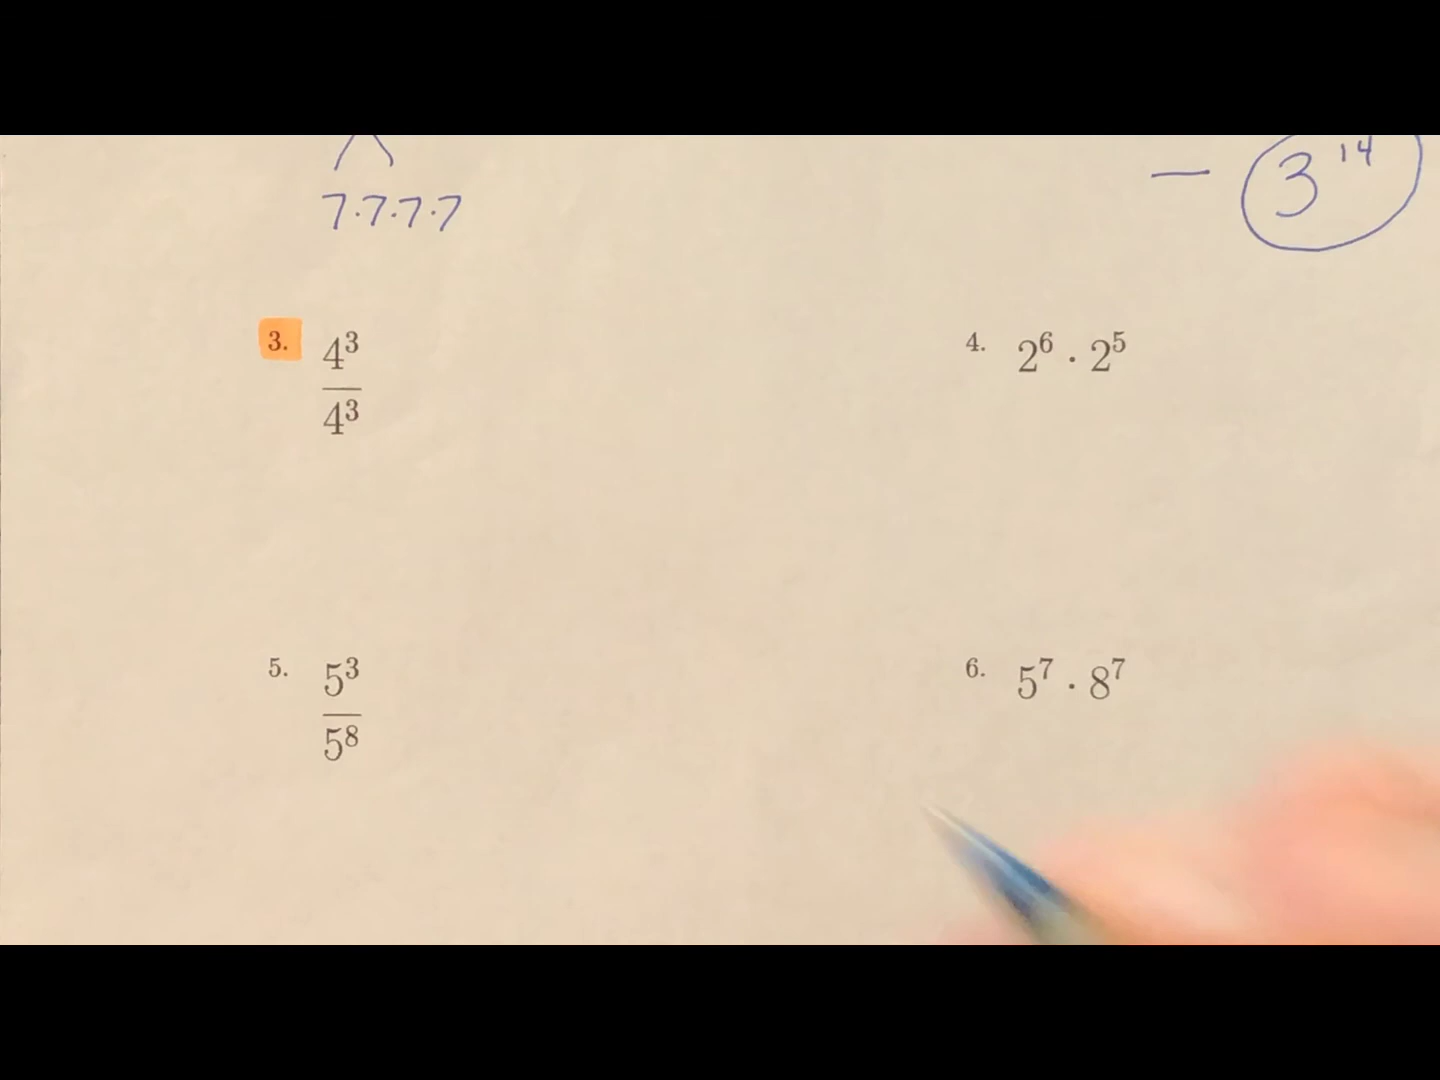 7·7·7·7
— 3^14
3. 4^3/4^3
4. 2^6 · 2^5
5. 5^3/5^8
6. 5^7 · 8^7